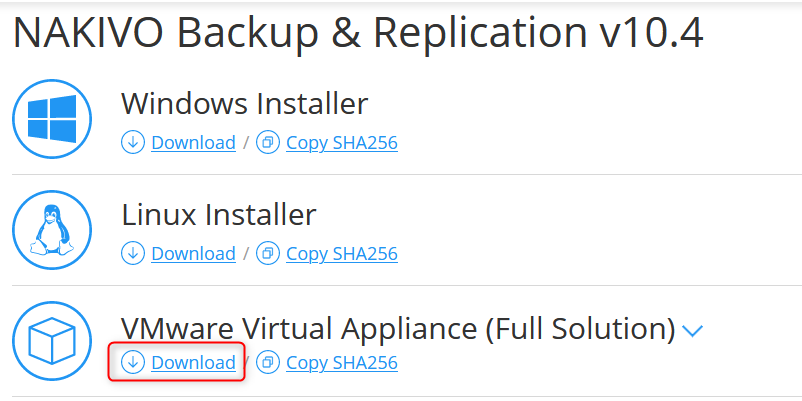 NAKIVO Backup & Replication v10.4
Windows Installer
Download / Copy SHA256
Linux Installer
Download / Copy SHA256
VMware Virtual Appliance (Full Solution)
Download / Copy SHA256